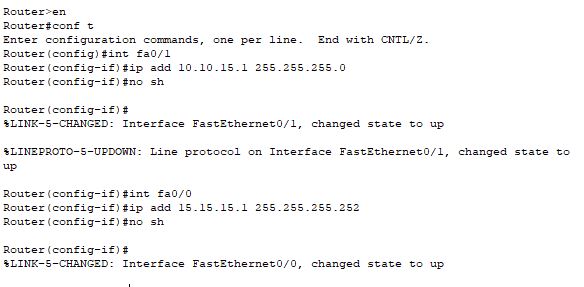 Router>en
Router#conf t
Enter configuration commands, one per line.  End with CNTL/Z.
Router(config)#int fa0/1
Router(config-if)#ip add 10.10.15.1 255.255.255.0
Router(config-if)#no sh
Router(config-if)#
%LINK-5-CHANGED: Interface FastEthernet0/1, changed state to up
%LINEPROTO-5-UPDOWN: Line protocol on Interface FastEthernet0/1, changed state to
up
Router(config-if)#int fa0/0
Router(config-if)#ip add 15.15.15.1 255.255.255.252
Router(config-if)#no sh
Router(config-if)#
%LINK-5-CHANGED: Interface FastEthernet0/0, changed state to up